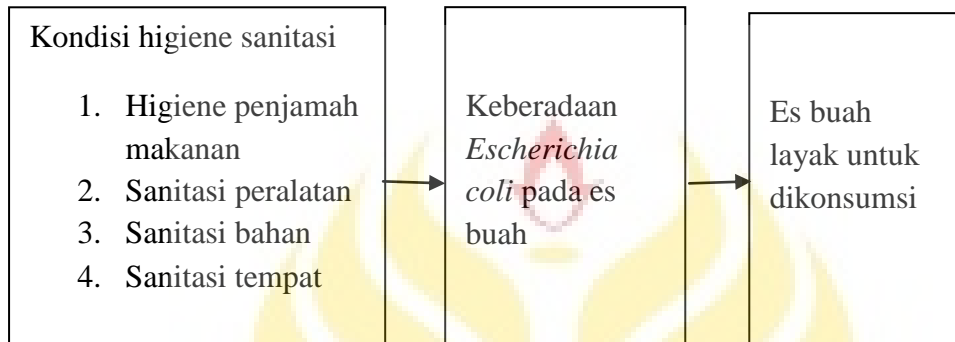 Kondisi higiene sanitasi
1. Higiene penjamah
makanan
2. Sanitasi peralatan
3. Sanitasi bahan
4. Sanitasi tempat
Keberadaan
Escherichia
coli pada es
buah
Es buah
layak untuk
dikonsumsi